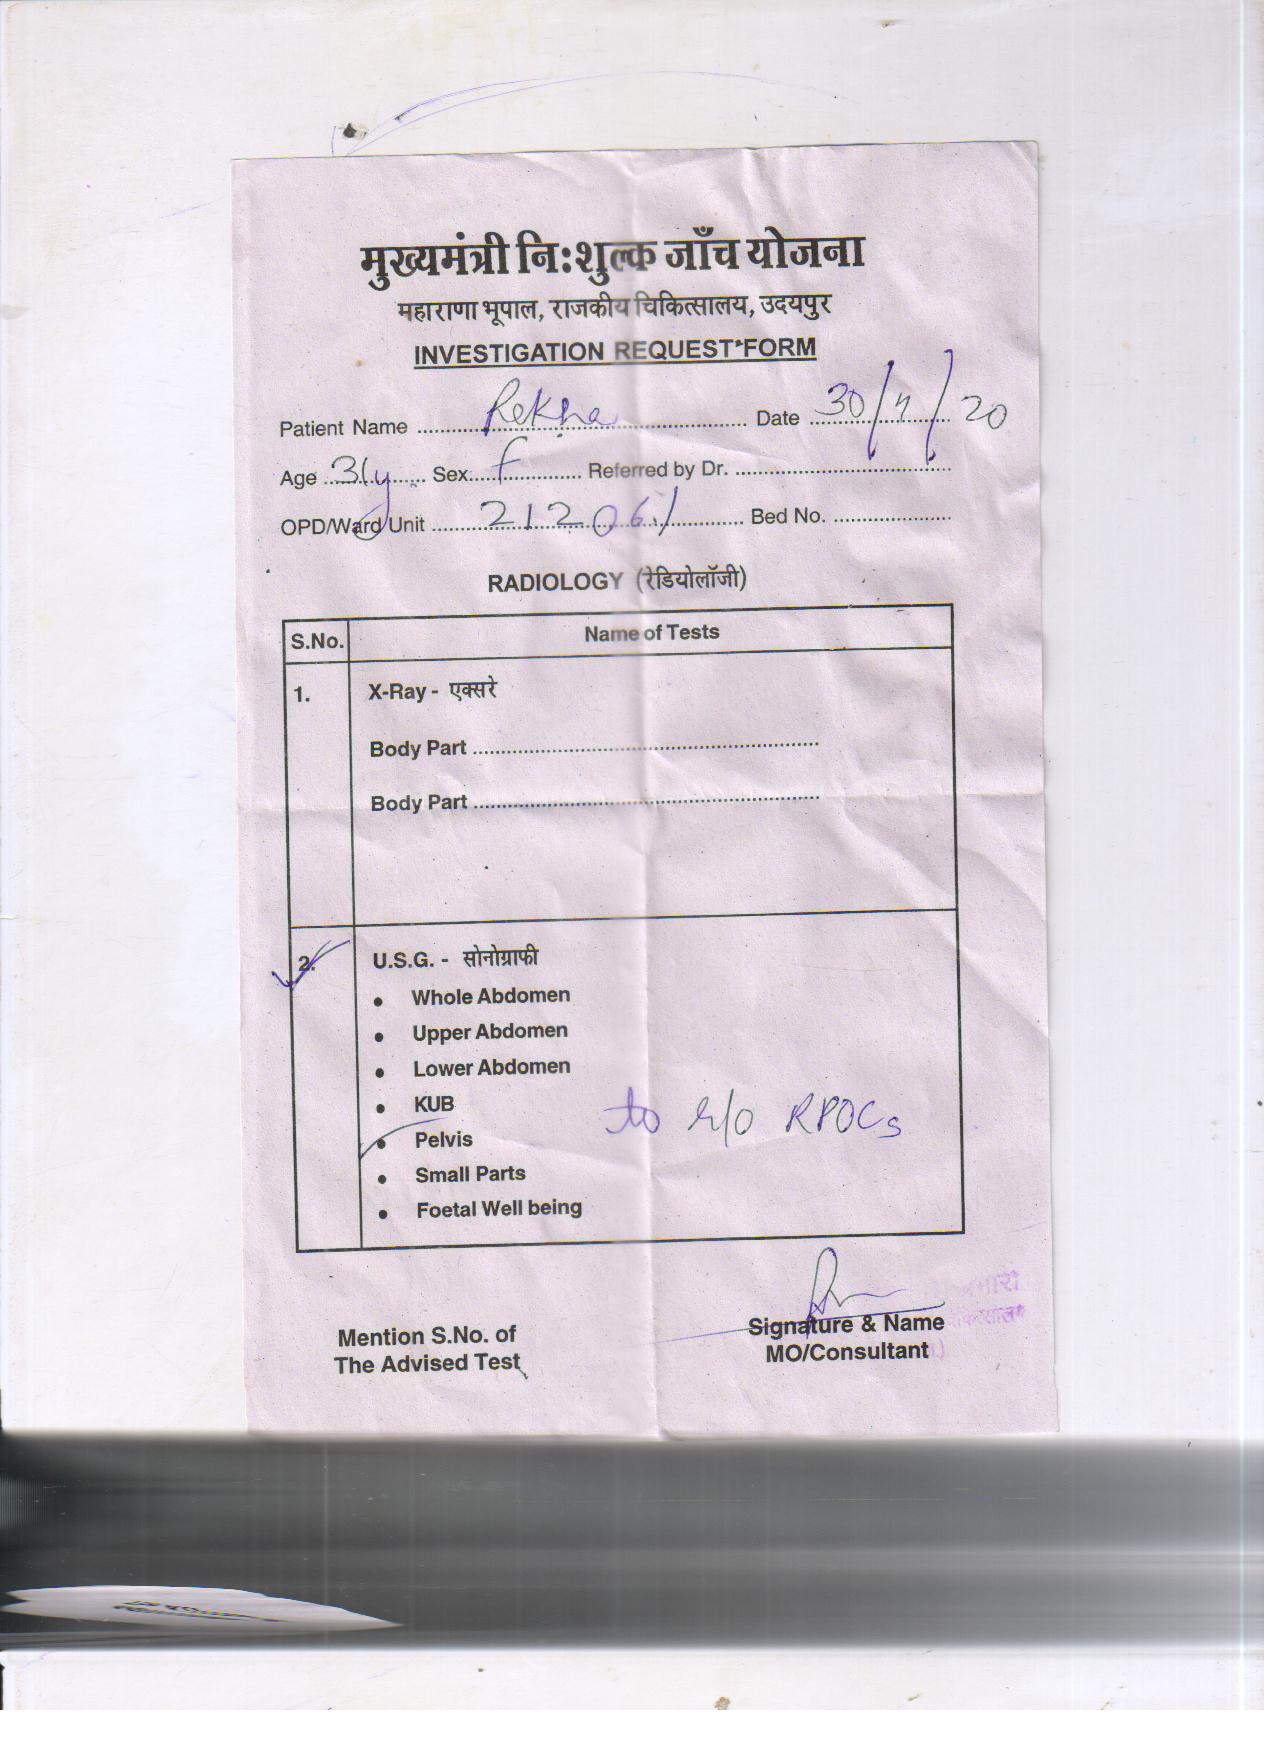 मुख्यमंत्री नि:शुल्क जाँच योजना
महाराणा भूपाल, राजकीय चिकित्सालय, उदयपुर
INVESTIGATION REQUEST FORM
Patient Name Rekha Date 30/4/20
Age 31y Sex f Referred by Dr.
OPD/Ward Unit 212061 Bed No.
RADIOLOGY (रेडियोलॉजी)
S.No. Name of Tests
1. X-Ray - एक्सरे
Body Part
Body Part
2. U.S.G. - सोनोग्राफी
• Whole Abdomen
• Upper Abdomen
• Lower Abdomen
• KUB
to r/o RPOCs
• Pelvis
• Small Parts
• Foetal Well being
Mention S.No. of
The Advised Test
Signature & Name
MO/Consultant